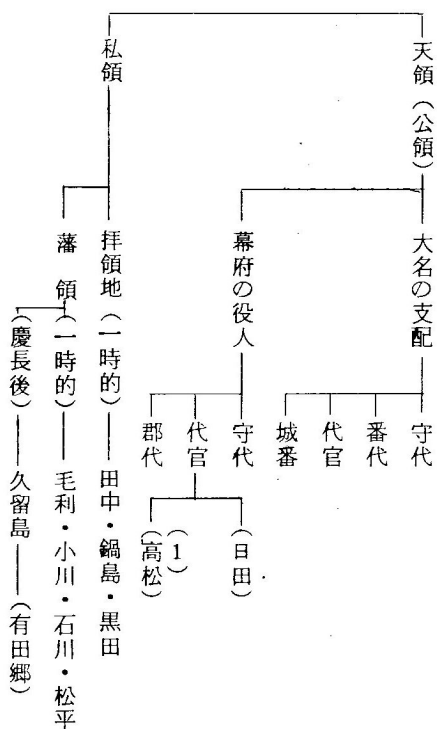 天領（公領）
大名の支配
守代
番代
代官
城番
幕府の役人
守代
代官
（日田）
（1）
（高松）
郡代
私領
拝領地（一時的）
田中・鍋島・黒田
藩　領
（一時的）
毛利・小川・石川・松平
（慶長後）
久留島
（有田郷）